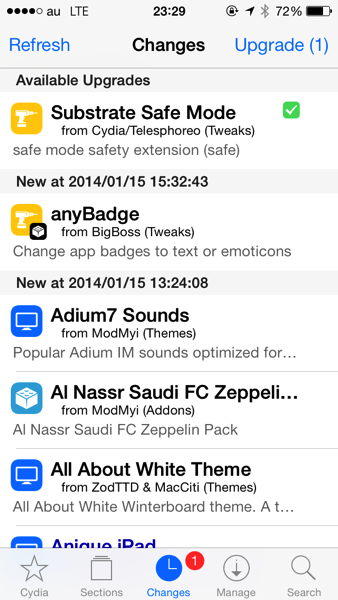 au LTE 23:29 72%
Refresh Changes Upgrade (1)
Available Upgrades
Substrate Safe Mode
from Cydia/Telesphoreo (Tweaks)
safe mode safety extension (safe)
New at 2014/01/15 15:32:43
anyBadge
from BigBoss (Tweaks)
Change app badges to text or emoticons
New at 2014/01/15 13:24:08
Adium7 Sounds
from ModMyi (Themes)
Popular Adium IM sounds optimized for…
Al Nassr Saudi FC Zeppeli…
from ModMyi (Addons)
Al Nassr Saudi FC Zeppelin Pack
All About White Theme
from ZodTTD & MacCiti (Themes)
All About White Winterboard theme. A t…
Anique iPad
1
Cydia Sections Changes Manage Search